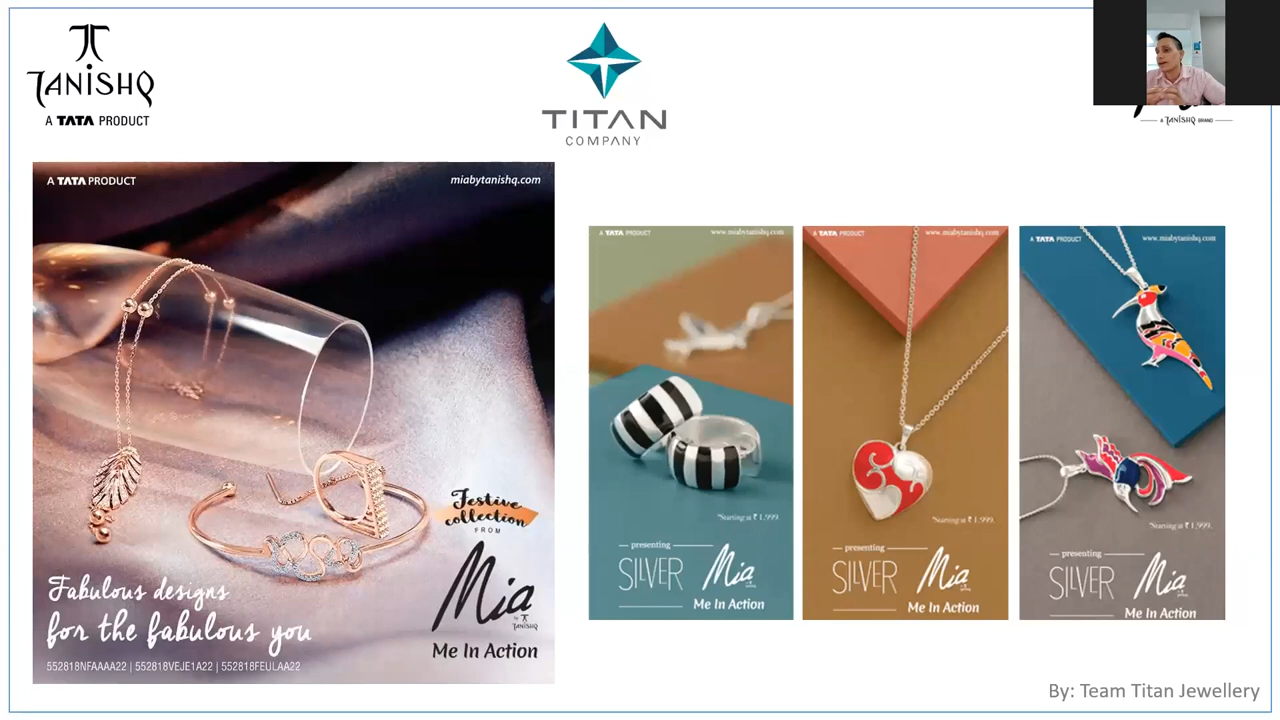 TANiSHQ
A TATA PRODUCT
TITAN
COMPANY
A TANiSHQ BRAND
A TATA PRODUCT
miabytanishq.com
Festive
collection
FROM
Mia
by TANiSHQ
Me In Action
Fabulous designs
for the fabulous you
552818NFAAAA22 | 552818VEJE1A22 | 552818FEULAA22
A TATA PRODUCT
www.miabytanishq.com
*Starting at ₹ 1,999.
presenting
SILVER Mia
Me In Action
A TATA PRODUCT
www.miabytanishq.com
*Starting at ₹ 1,999.
presenting
SILVER Mia
Me In Action
A TATA PRODUCT
www.miabytanishq.com
*Starting at ₹ 1,999.
presenting
SILVER Mia
Me In Action
By: Team Titan Jewellery